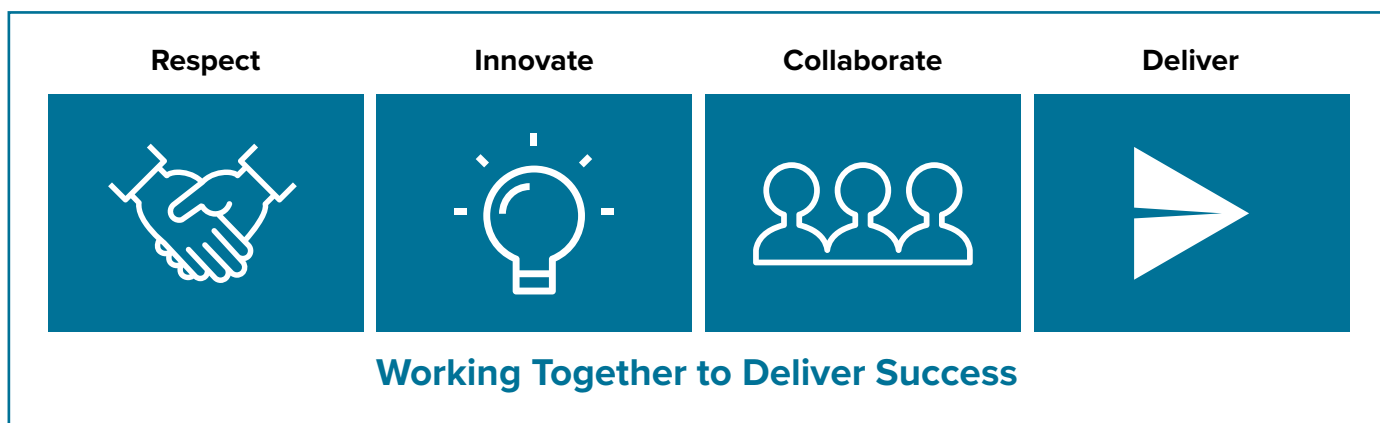 Respect
Innovate
Collaborate
Deliver
Working Together to Deliver Success